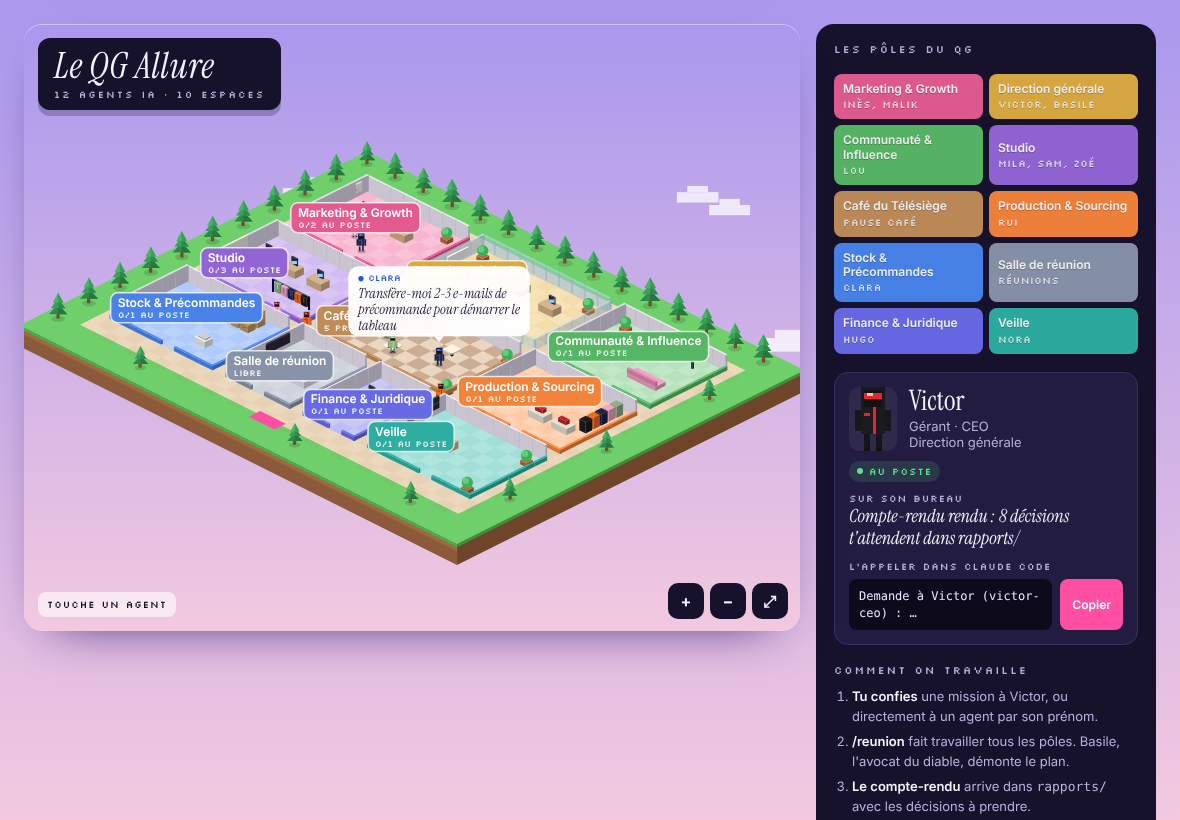 Le QG Allure
12 AGENTS IA · 10 ESPACES
Marketing & Growth
0/2 AU POSTE
Studio
0/3 AU POSTE
CLARA
Transfère-moi 2-3 e-mails de
précommande pour démarrer le
tableau
Stock & Précommandes
0/1 AU POSTE
Café
5 PR
Communauté & Influence
0/1 AU POSTE
Salle de réunion
LIBRE
Production & Sourcing
0/1 AU POSTE
Finance & Juridique
0/1 AU POSTE
Veille
0/1 AU POSTE
TOUCHE UN AGENT
+
−
LES PÔLES DU QG
Marketing & Growth
INÈS, MALIK
Direction générale
VICTOR, BASILE
Communauté &
Influence
LOU
Studio
MILA, SAM, ZOÉ
Café du Télésiège
PAUSE CAFÉ
Production & Sourcing
RUI
Stock &
Précommandes
CLARA
Salle de réunion
RÉUNIONS
Finance & Juridique
HUGO
Veille
NORA
Victor
Gérant · CEO
Direction générale
AU POSTE
SUR SON BUREAU
Compte-rendu rendu : 8 décisions
t'attendent dans rapports/
L'APPELER DANS CLAUDE CODE
Demande à Victor (victor-
ceo) : …
Copier
COMMENT ON TRAVAILLE
1. Tu confies une mission à Victor, ou
directement à un agent par son prénom.
2. /reunion fait travailler tous les pôles. Basile,
l'avocat du diable, démonte le plan.
3. Le compte-rendu arrive dans rapports/
avec les décisions à prendre.